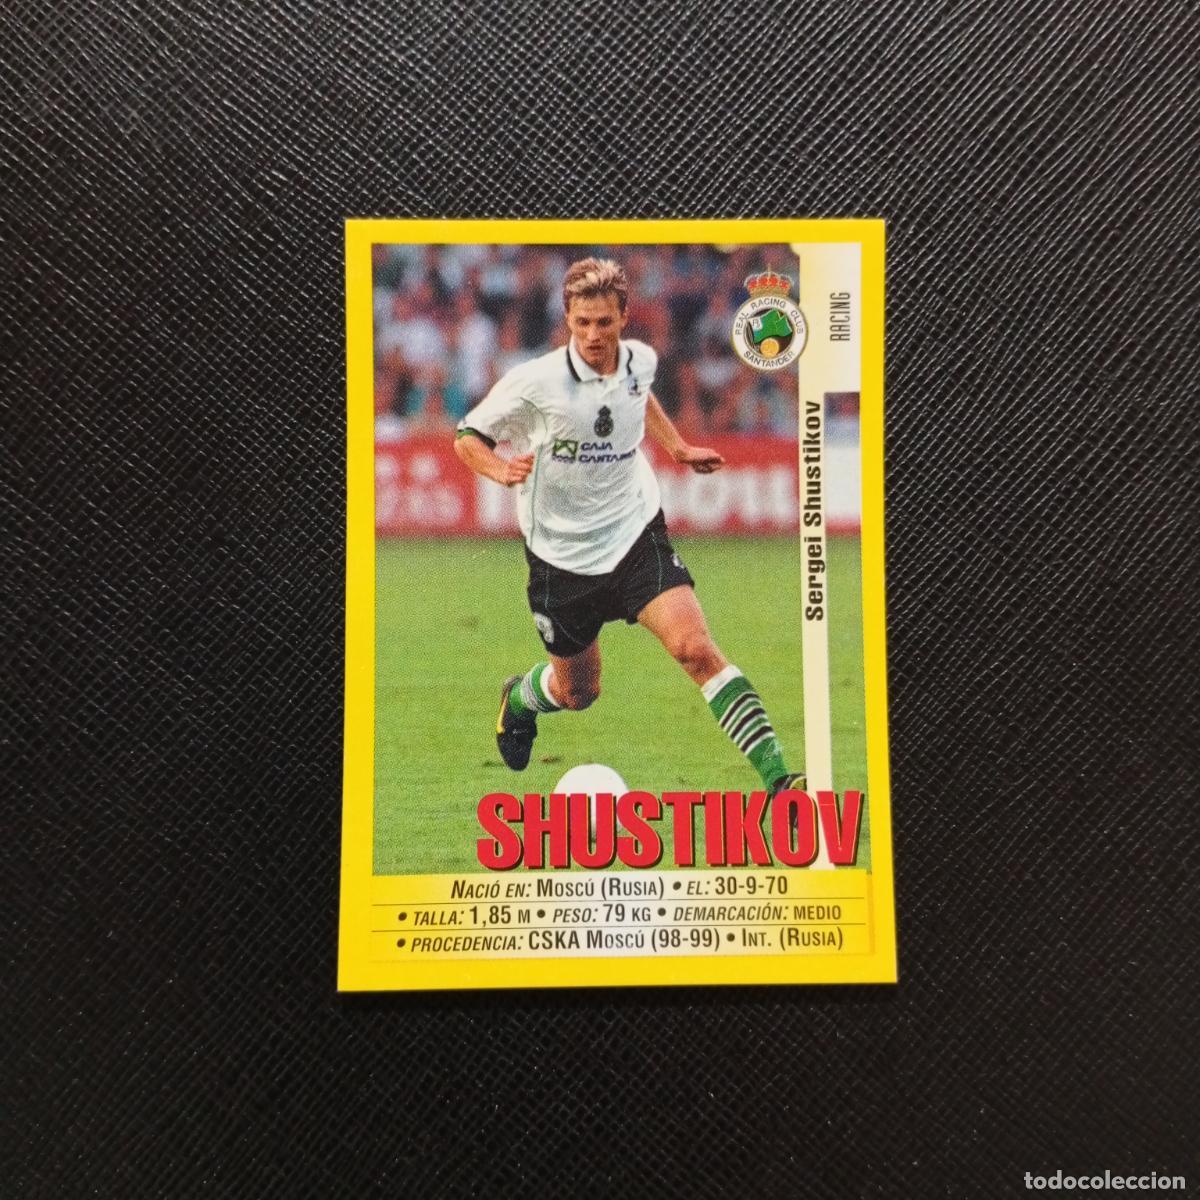 REAL RACING CLUB
SANTANDER
RACING
Sergei Shustikov
CAJA
CANTABRIA
SHUSTIKOV
NACIÓ EN: MOSCÚ (RUSIA) • EL: 30-9-70
• TALLA: 1,85 M • PESO: 79 KG • DEMARCACIÓN: MEDIO
• PROCEDENCIA: CSKA MOSCÚ (98-99) • INT. (RUSIA)
todocoleccion